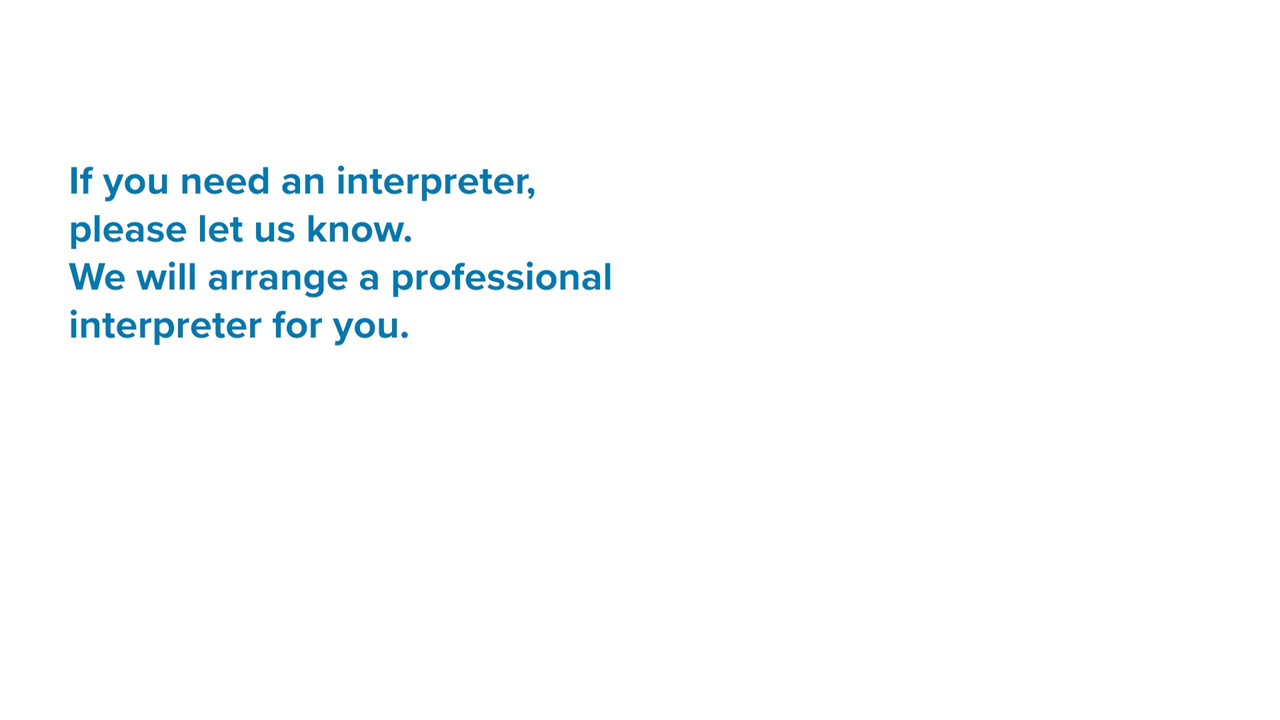 If you need an interpreter,
please let us know.
We will arrange a professional
interpreter for you.